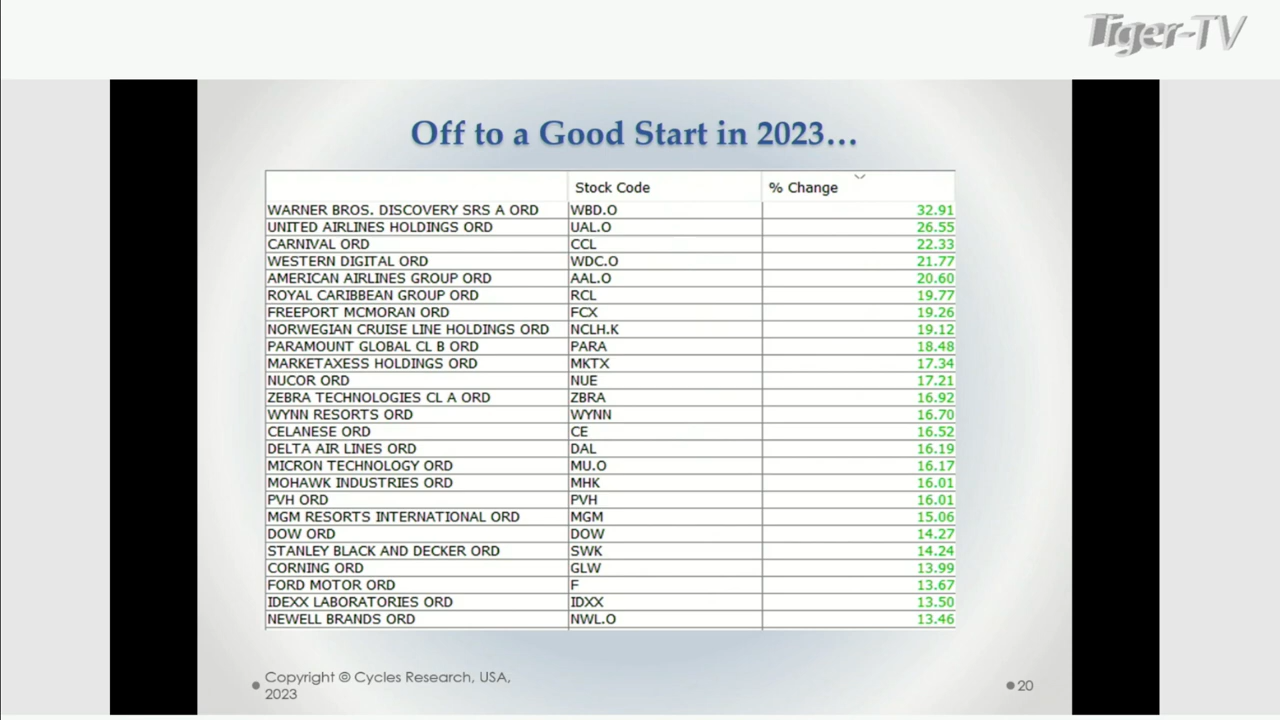 Tiger-TV
Off to a Good Start in 2023...
Stock Code % Change
WARNER BROS. DISCOVERY SRS A ORD WBD.O 32.91
UNITED AIRLINES HOLDINGS ORD UAL.O 26.55
CARNIVAL ORD CCL 22.33
WESTERN DIGITAL ORD WDC.O 21.77
AMERICAN AIRLINES GROUP ORD AAL.O 20.60
ROYAL CARIBBEAN GROUP ORD RCL 19.77
FREEPORT MCMORAN ORD FCX 19.26
NORWEGIAN CRUISE LINE HOLDINGS ORD NCLH.K 19.12
PARAMOUNT GLOBAL CL B ORD PARA 18.48
MARKETAXESS HOLDINGS ORD MKTX 17.34
NUCOR ORD NUE 17.21
ZEBRA TECHNOLOGIES CL A ORD ZBRA 16.92
WYNN RESORTS ORD WYNN 16.70
CELANESE ORD CE 16.52
DELTA AIR LINES ORD DAL 16.19
MICRON TECHNOLOGY ORD MU.O 16.17
MOHAWK INDUSTRIES ORD MHK 16.01
PVH ORD PVH 16.01
MGM RESORTS INTERNATIONAL ORD MGM 15.06
DOW ORD DOW 14.27
STANLEY BLACK AND DECKER ORD SWK 14.24
CORNING ORD GLW 13.99
FORD MOTOR ORD F 13.67
IDEXX LABORATORIES ORD IDXX 13.50
NEWELL BRANDS ORD NWL.O 13.46
Copyright © Cycles Research, USA,
2023
20